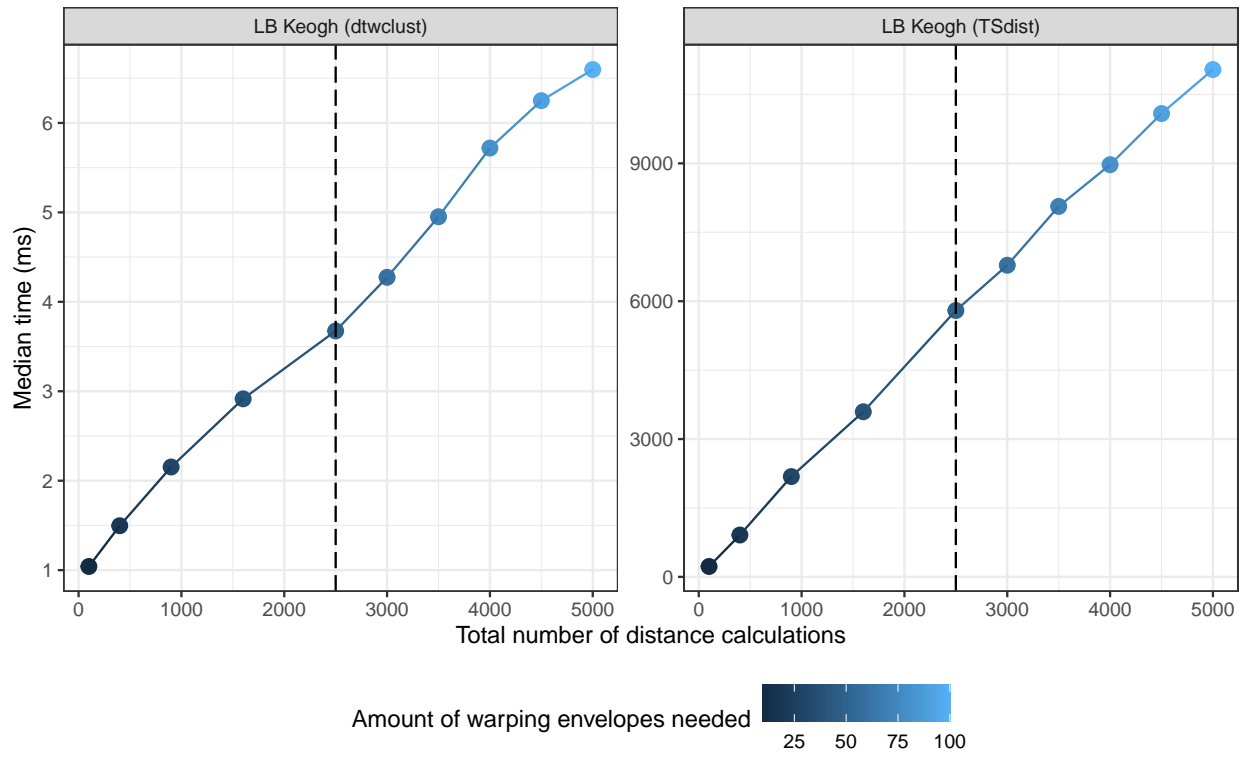 LB Keogh (dtwclust)
LB Keogh (TSdist)
Median time (ms)
6
5
4
3
2
1
0 1000 2000 3000 4000 5000
9000
6000
3000
0
0 1000 2000 3000 4000 5000
Total number of distance calculations
Amount of warping envelopes needed
25 50 75 100